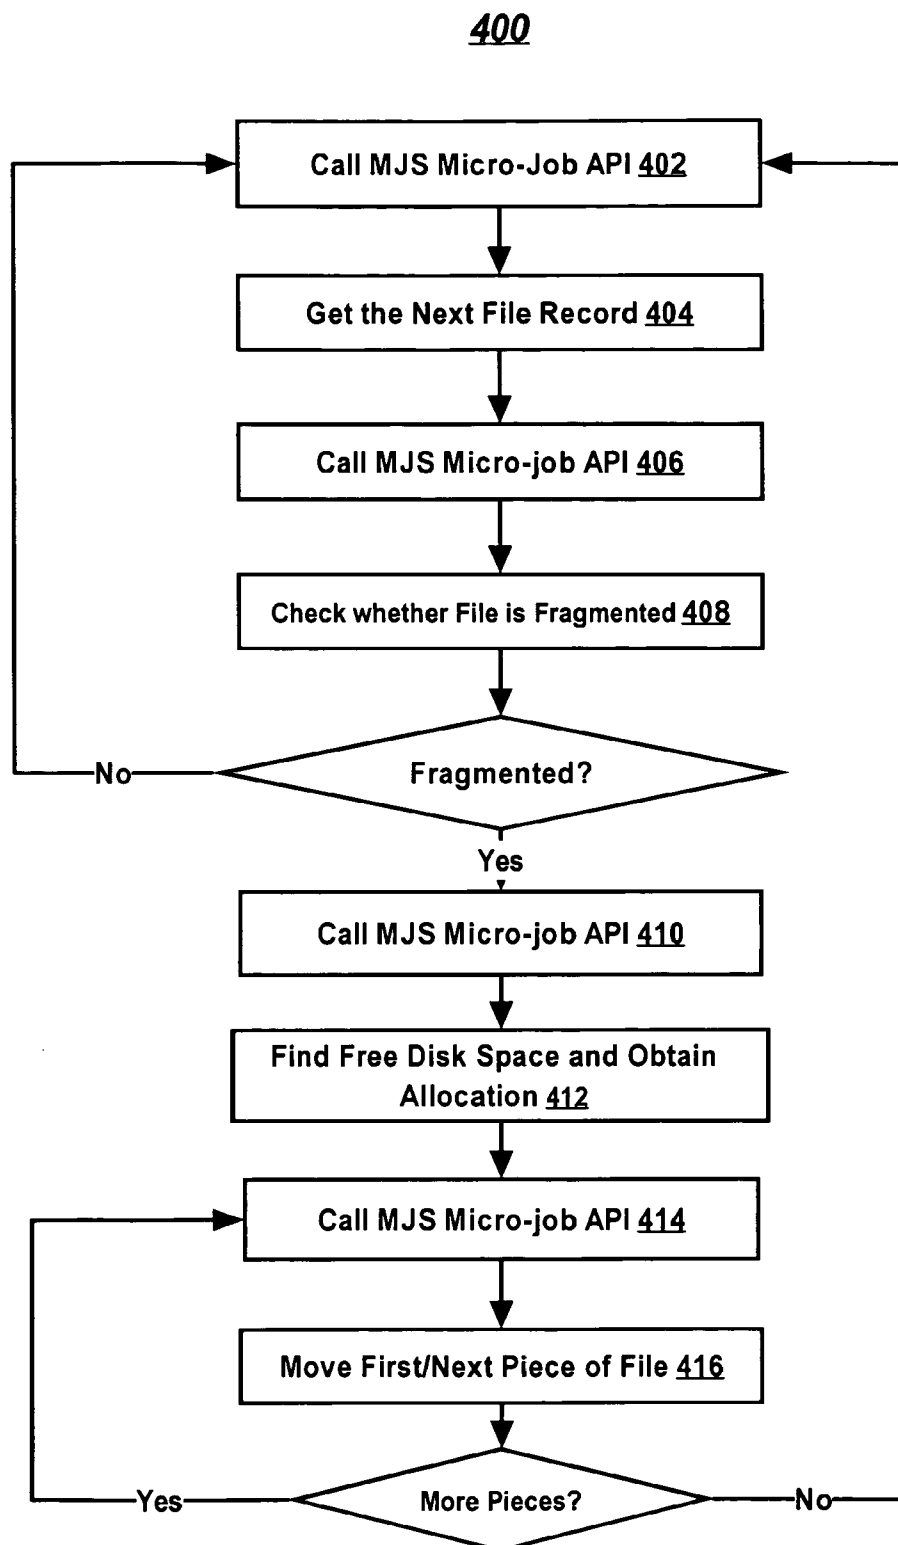 400
Call MJS Micro-Job API 402
Get the Next File Record 404
Call MJS Micro-job API 406
Check whether File is Fragmented 408
Fragmented?
No
Yes
Call MJS Micro-job API 410
Find Free Disk Space and Obtain
Allocation 412
Call MJS Micro-job API 414
Move First/Next Piece of File 416
Yes
More Pieces?
No